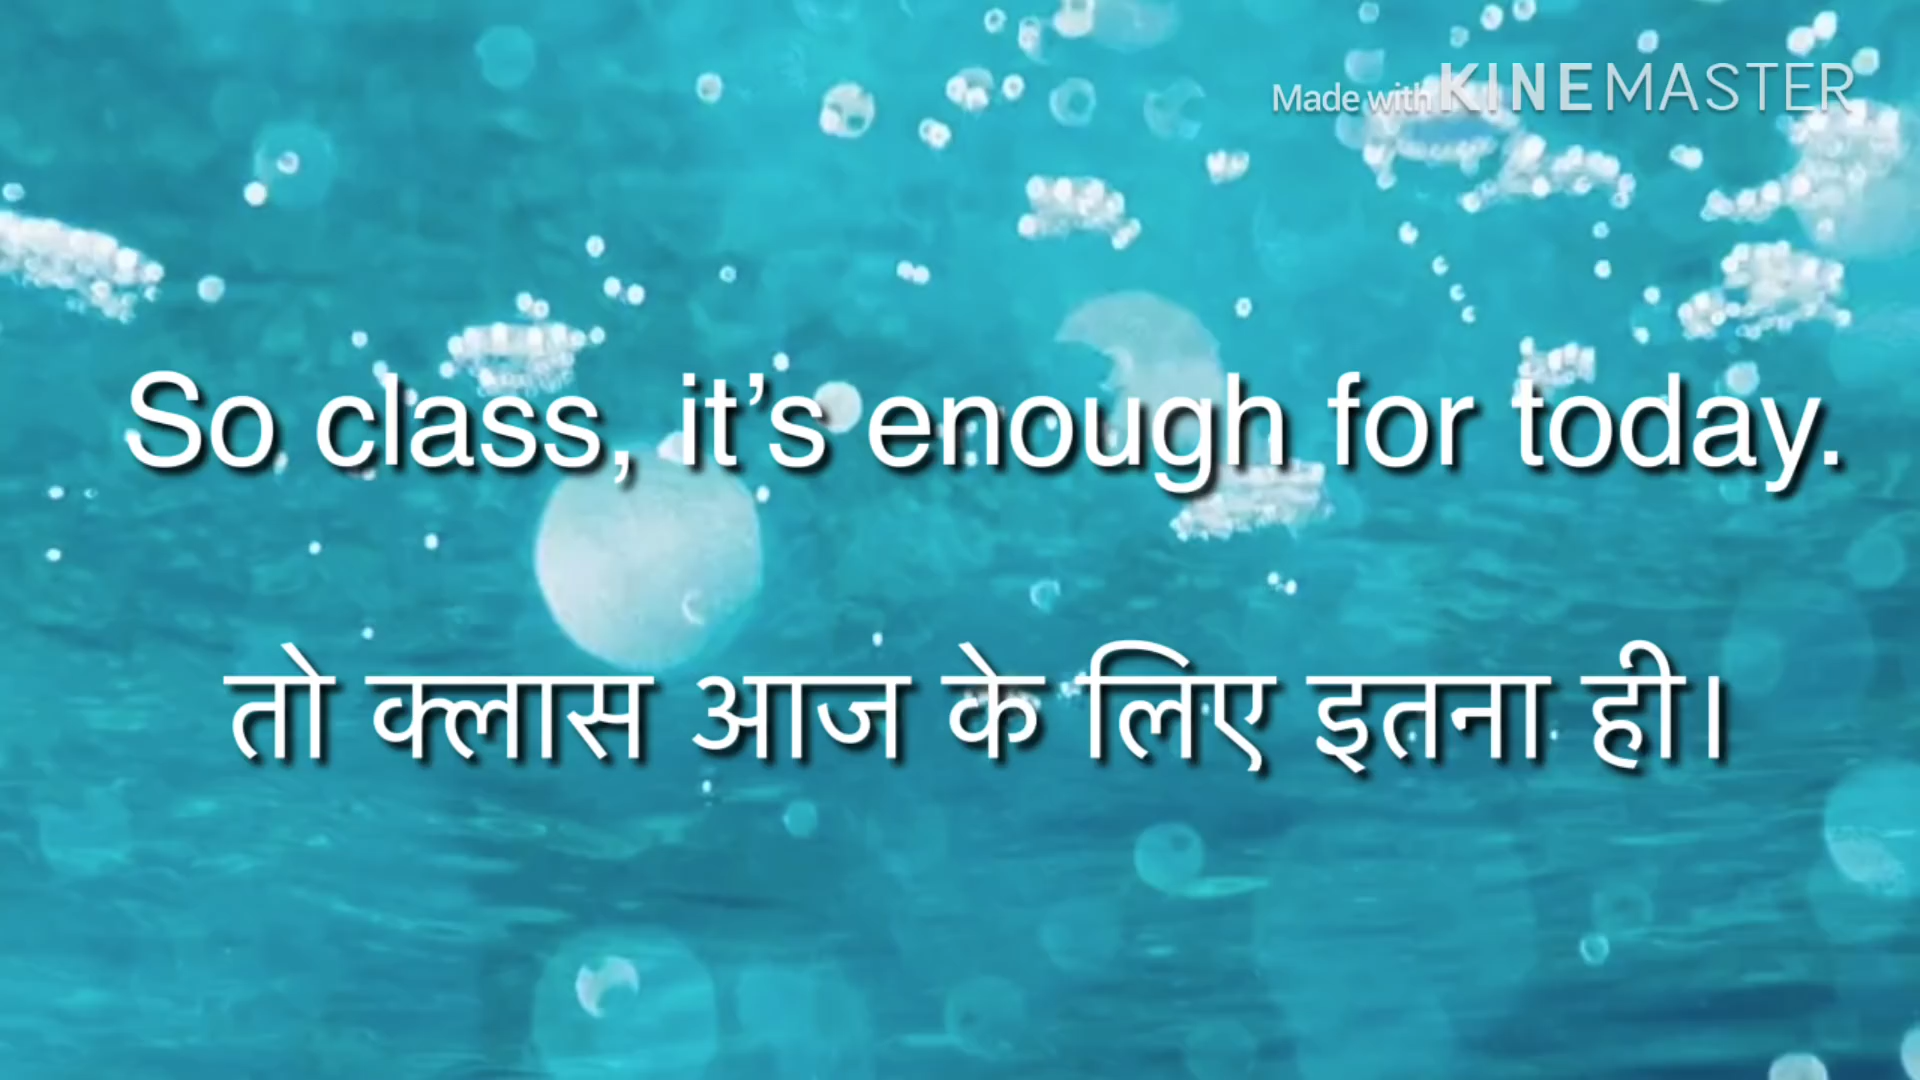 Made with KINEMASTER
So class, it’s enough for today.
तो क्लास आज के लिए इतना ही।